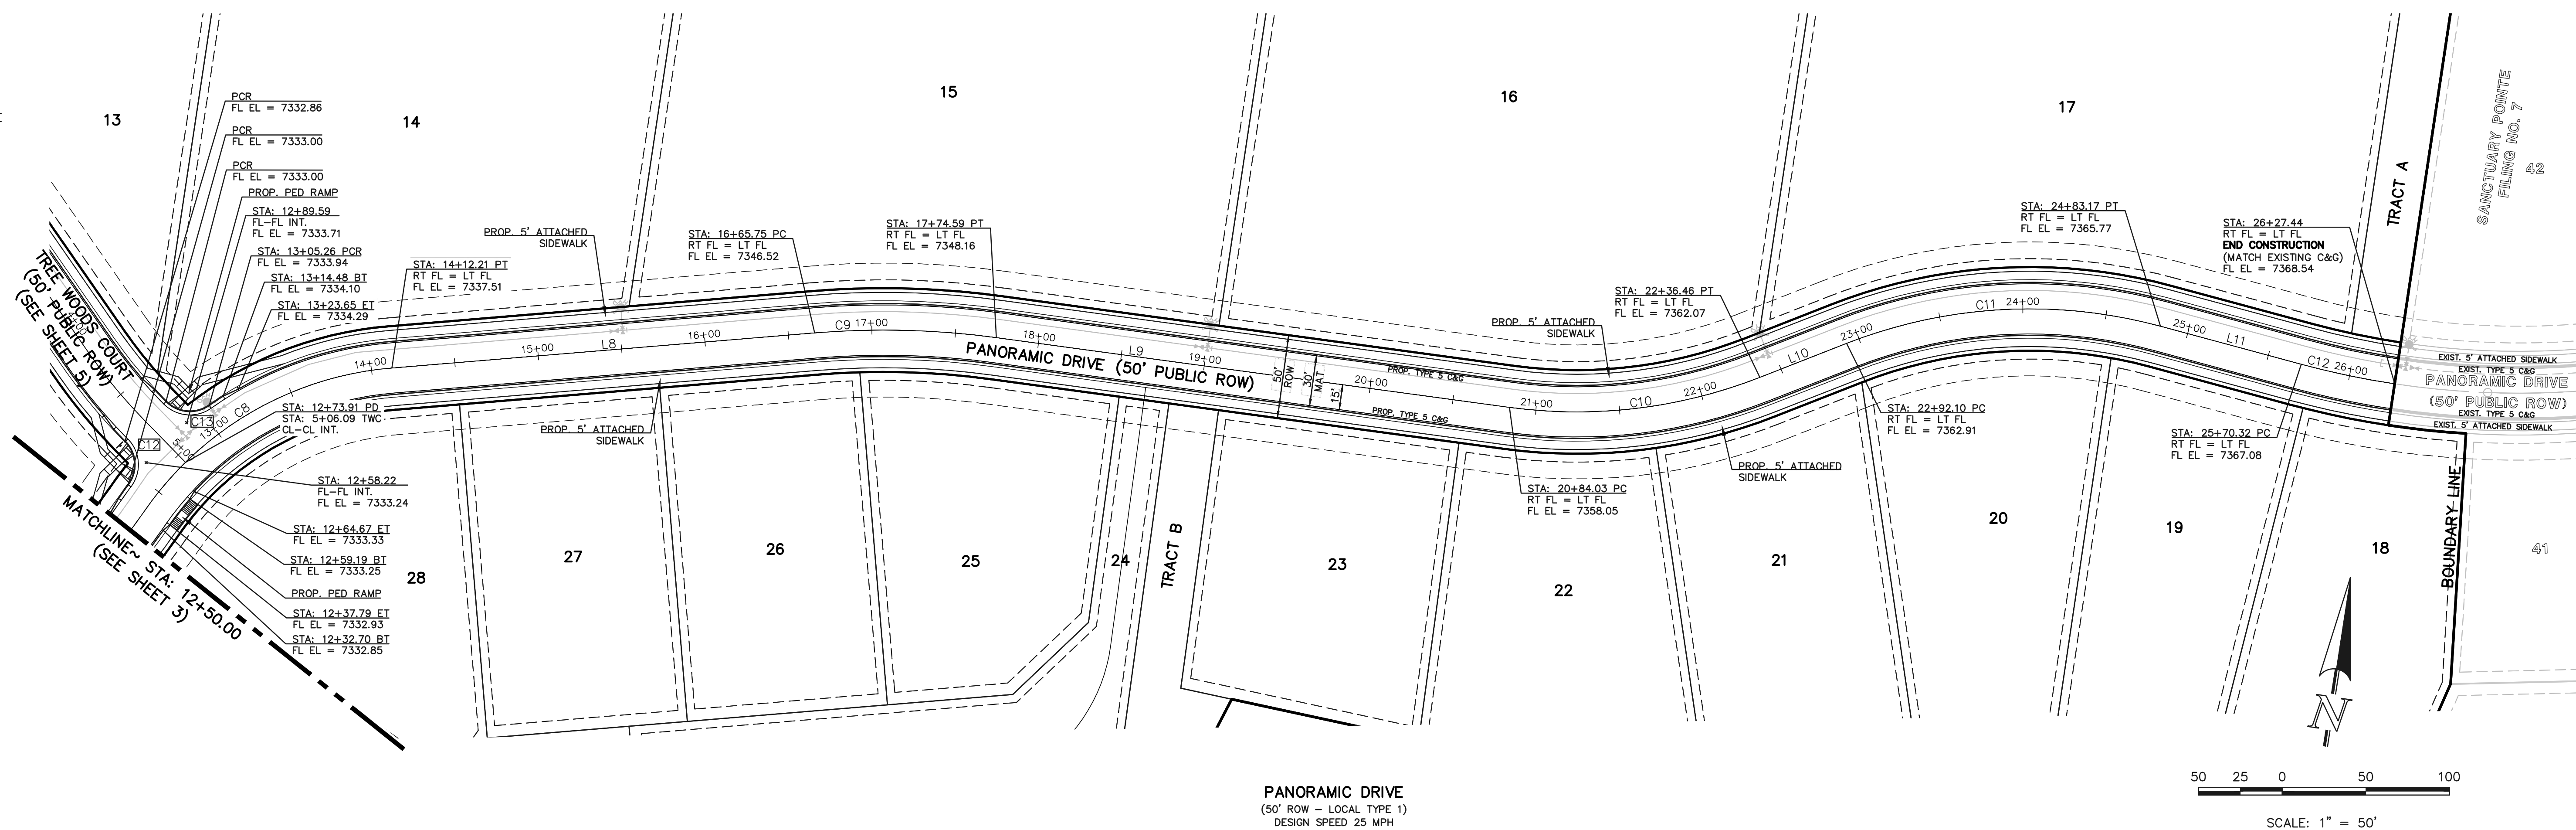 13
14
15
16
17
PCR
FL EL = 7332.86
PCR
FL EL = 7333.00
PCR
FL EL = 7333.00
PROP. PED RAMP
STA: 12+89.59
FL-FL INT.
FL EL = 7333.71
STA: 13+05.26 PCR
FL EL = 7333.94
STA: 13+14.48 BT
FL EL = 7334.10
STA: 13+23.65 ET
FL EL = 7334.29
STA: 14+12.21 PT
RT FL = LT FL
FL EL = 7337.51
PROP. 5' ATTACHED
SIDEWALK
STA: 16+65.75 PC
RT FL = LT FL
FL EL = 7346.52
STA: 17+74.59 PT
RT FL = LT FL
FL EL = 7348.16
PROP. 5' ATTACHED
SIDEWALK
STA: 22+36.46 PT
RT FL = LT FL
FL EL = 7362.07
STA: 24+83.17 PT
RT FL = LT FL
FL EL = 7365.77
STA: 26+27.44
RT FL = LT FL
END CONSTRUCTION
(MATCH EXISTING C&G)
FL EL = 7368.54
TRACT A
SANCTUARY POINTE
FILING NO. 7
42
TREE WOODS COURT
(50' PUBLIC ROW)
(SEE SHEET 5)
C12
C13
5+00
13+00
C8
14+00
15+00
L8
16+00
C9
17+00
18+00
L9
19+00
20+00
21+00
C10
22+00
L10
23+00
C11
24+00
25+00
L11
C12
26+00
PANORAMIC DRIVE (50' PUBLIC ROW)
50'
ROW
30'
MAT
15'
PROP. TYPE 5 C&G
PROP. TYPE 5 C&G
EXIST. 5' ATTACHED SIDEWALK
EXIST. TYPE 5 C&G
PANORAMIC DRIVE
(50' PUBLIC ROW)
EXIST. TYPE 5 C&G
EXIST. 5' ATTACHED SIDEWALK
STA: 12+73.91 PD
STA: 5+06.09 TWC
CL-CL INT.
PROP. 5' ATTACHED
SIDEWALK
STA: 12+58.22
FL-FL INT.
FL EL = 7333.24
STA: 12+64.67 ET
FL EL = 7333.33
STA: 12+59.19 BT
FL EL = 7333.25
PROP. PED RAMP
STA: 12+37.79 ET
FL EL = 7332.93
STA: 12+32.70 BT
FL EL = 7332.85
MATCHLINE~ STA: 12+50.00
(SEE SHEET 3)
STA: 20+84.03 PC
RT FL = LT FL
FL EL = 7358.05
PROP. 5' ATTACHED
SIDEWALK
STA: 22+92.10 PC
RT FL = LT FL
FL EL = 7362.91
STA: 25+70.32 PC
RT FL = LT FL
FL EL = 7367.08
28
27
26
25
24
TRACT B
23
22
21
20
19
18
BOUNDARY LINE
41
N
PANORAMIC DRIVE
(50' ROW - LOCAL TYPE 1)
DESIGN SPEED 25 MPH
50 25 0 50 100
SCALE: 1" = 50'